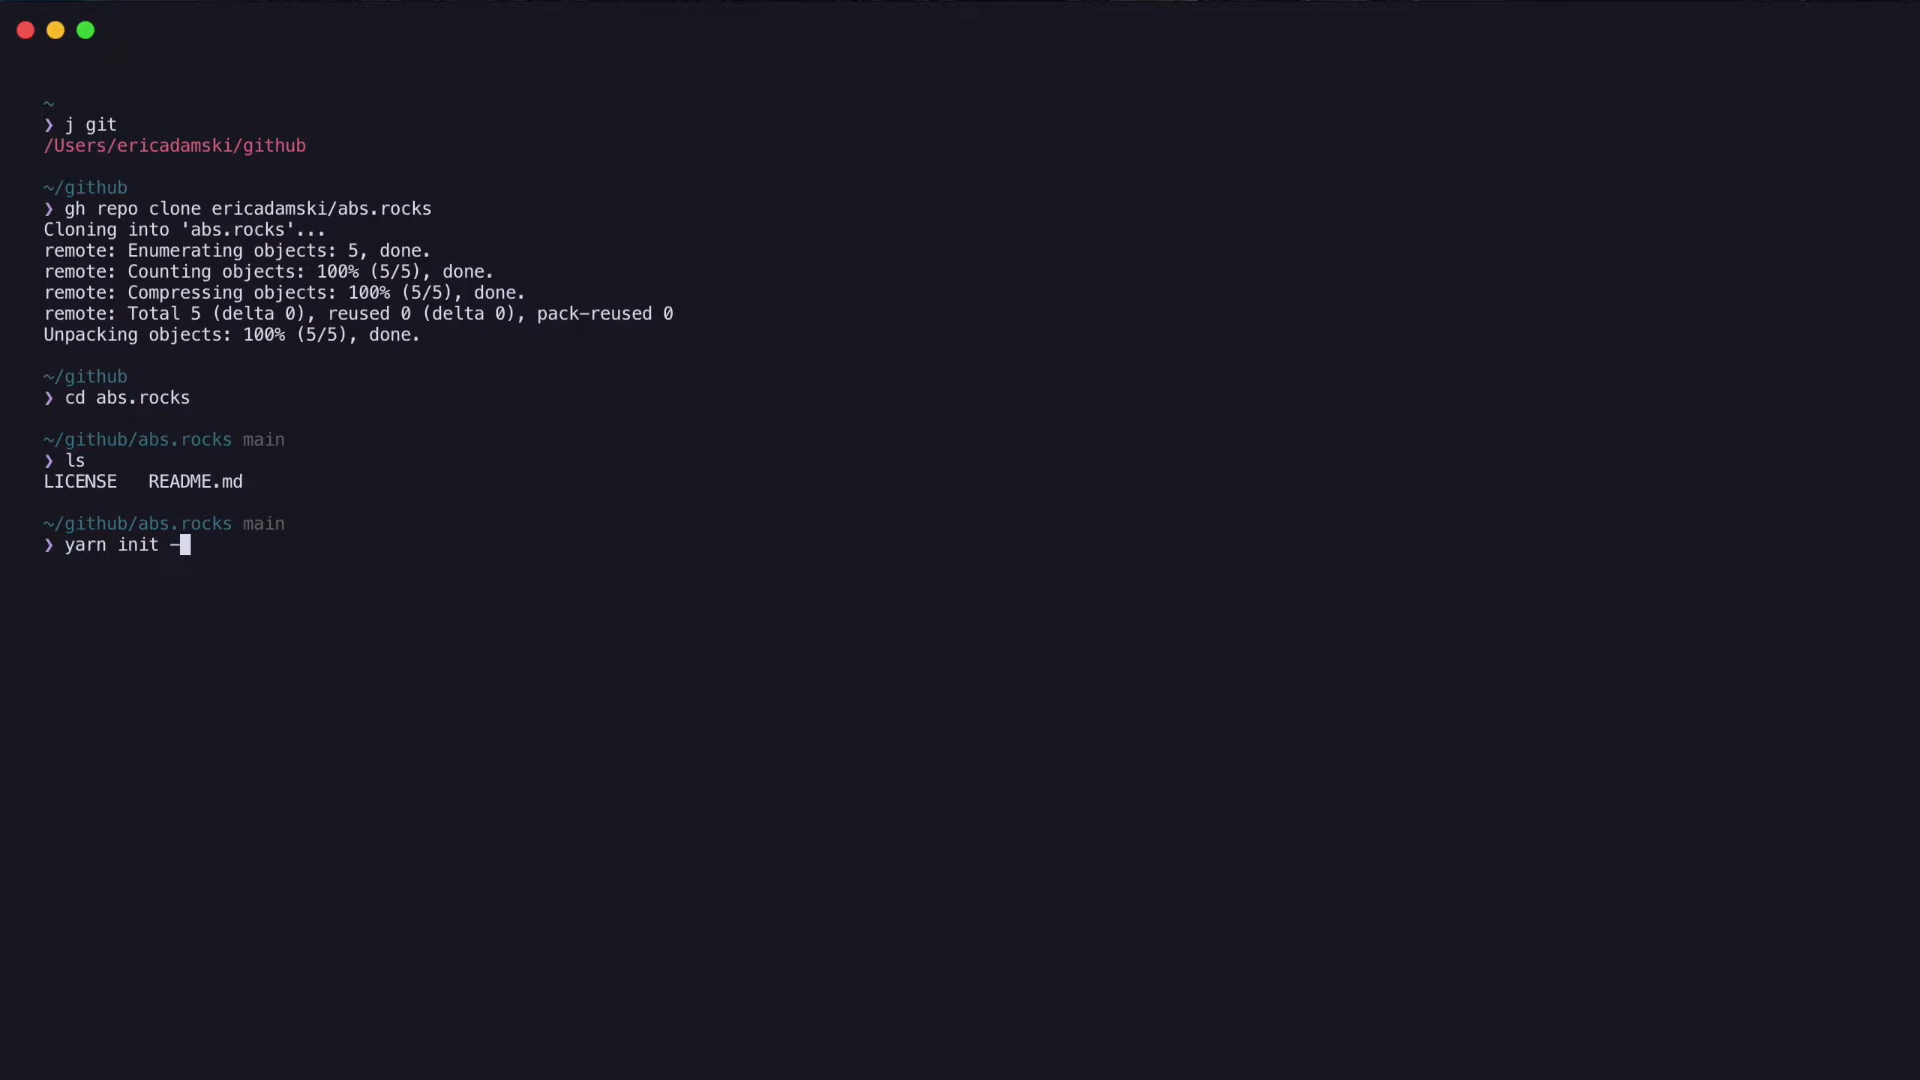 ~
❯ j git
/Users/ericadamski/github
~/github
❯ gh repo clone ericadamski/abs.rocks
Cloning into 'abs.rocks'...
remote: Enumerating objects: 5, done.
remote: Counting objects: 100% (5/5), done.
remote: Compressing objects: 100% (5/5), done.
remote: Total 5 (delta 0), reused 0 (delta 0), pack-reused 0
Unpacking objects: 100% (5/5), done.
~/github
❯ cd abs.rocks
~/github/abs.rocks main
❯ ls
LICENSE   README.md
~/github/abs.rocks main
❯ yarn init -